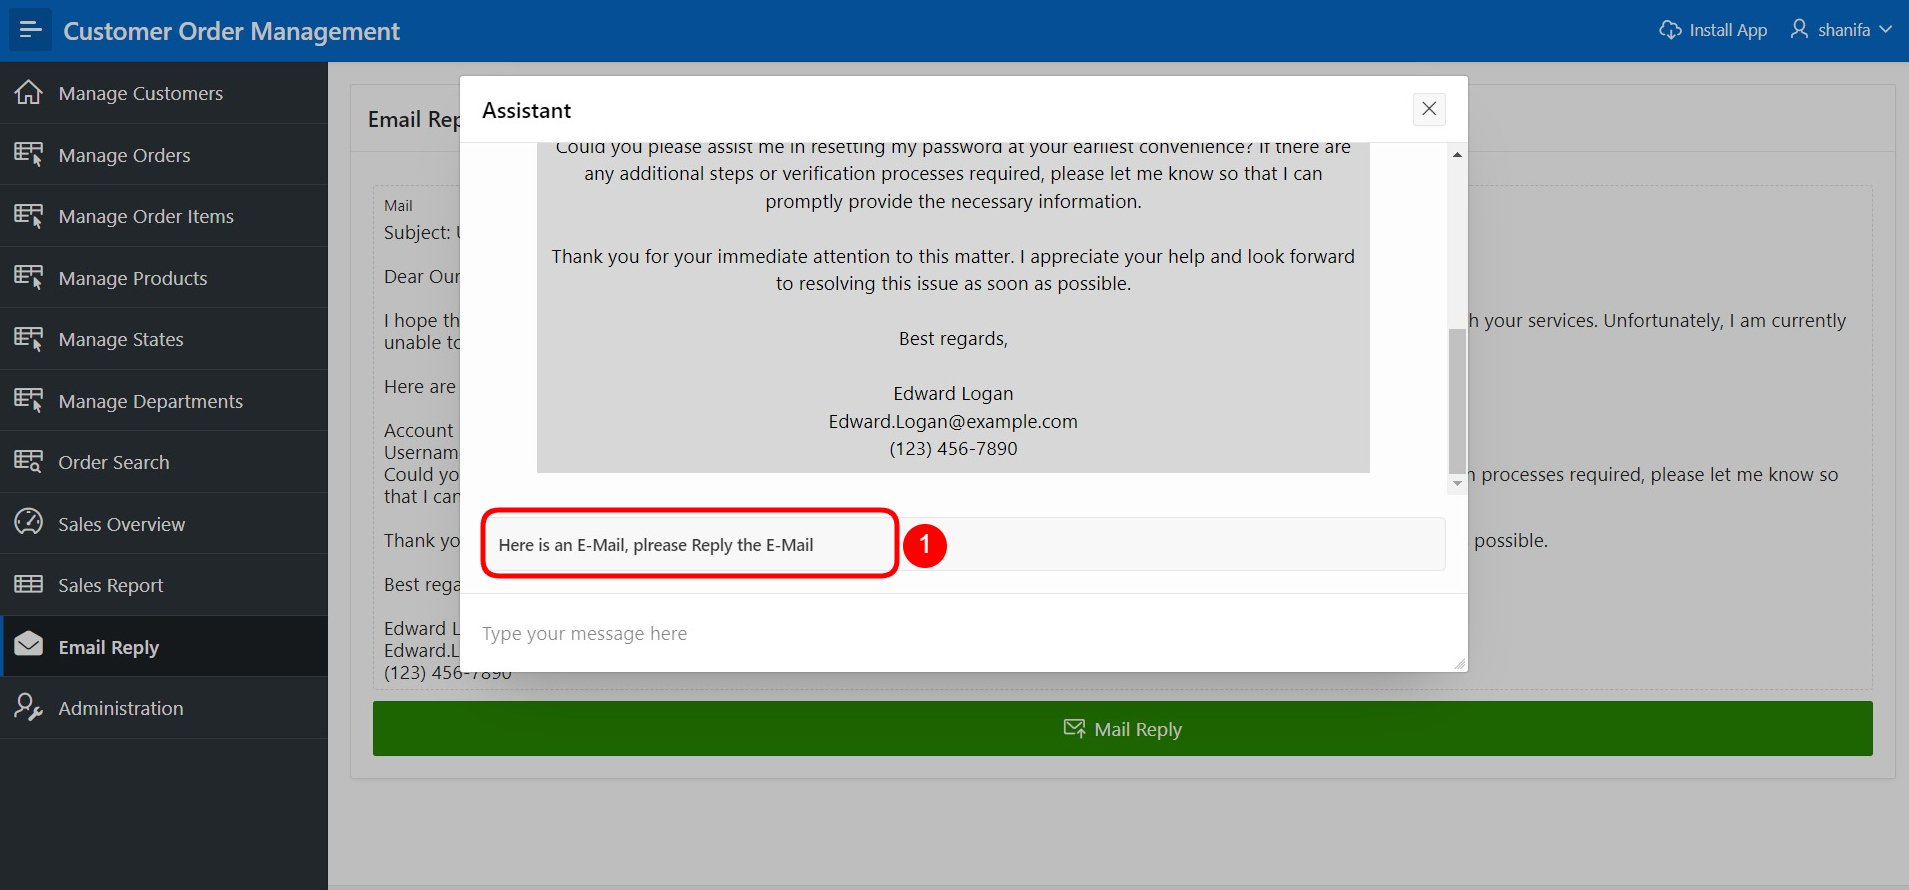 Customer Order Management
Install App
shanifa
Manage Customers
Manage Orders
Manage Order Items
Manage Products
Manage States
Manage Departments
Order Search
Sales Overview
Sales Report
Email Reply
Administration
Email Rep
Mail
Subject:
Dear Our
I hope th
h your services. Unfortunately, I am currently
unable to
Here are
Account
Usernam
Could yo
n processes required, please let me know so
that I can
Thank yo
possible.
Best rega
Edward L
Edward.L
(123) 456-7890
Mail Reply
Assistant
Could you please assist me in resetting my password at your earliest convenience? If there are
any additional steps or verification processes required, please let me know so that I can
promptly provide the necessary information.
Thank you for your immediate attention to this matter. I appreciate your help and look forward
to resolving this issue as soon as possible.
Best regards,
Edward Logan
Edward.Logan@example.com
(123) 456-7890
Here is an E-Mail, plrease Reply the E-Mail
1
Type your message here